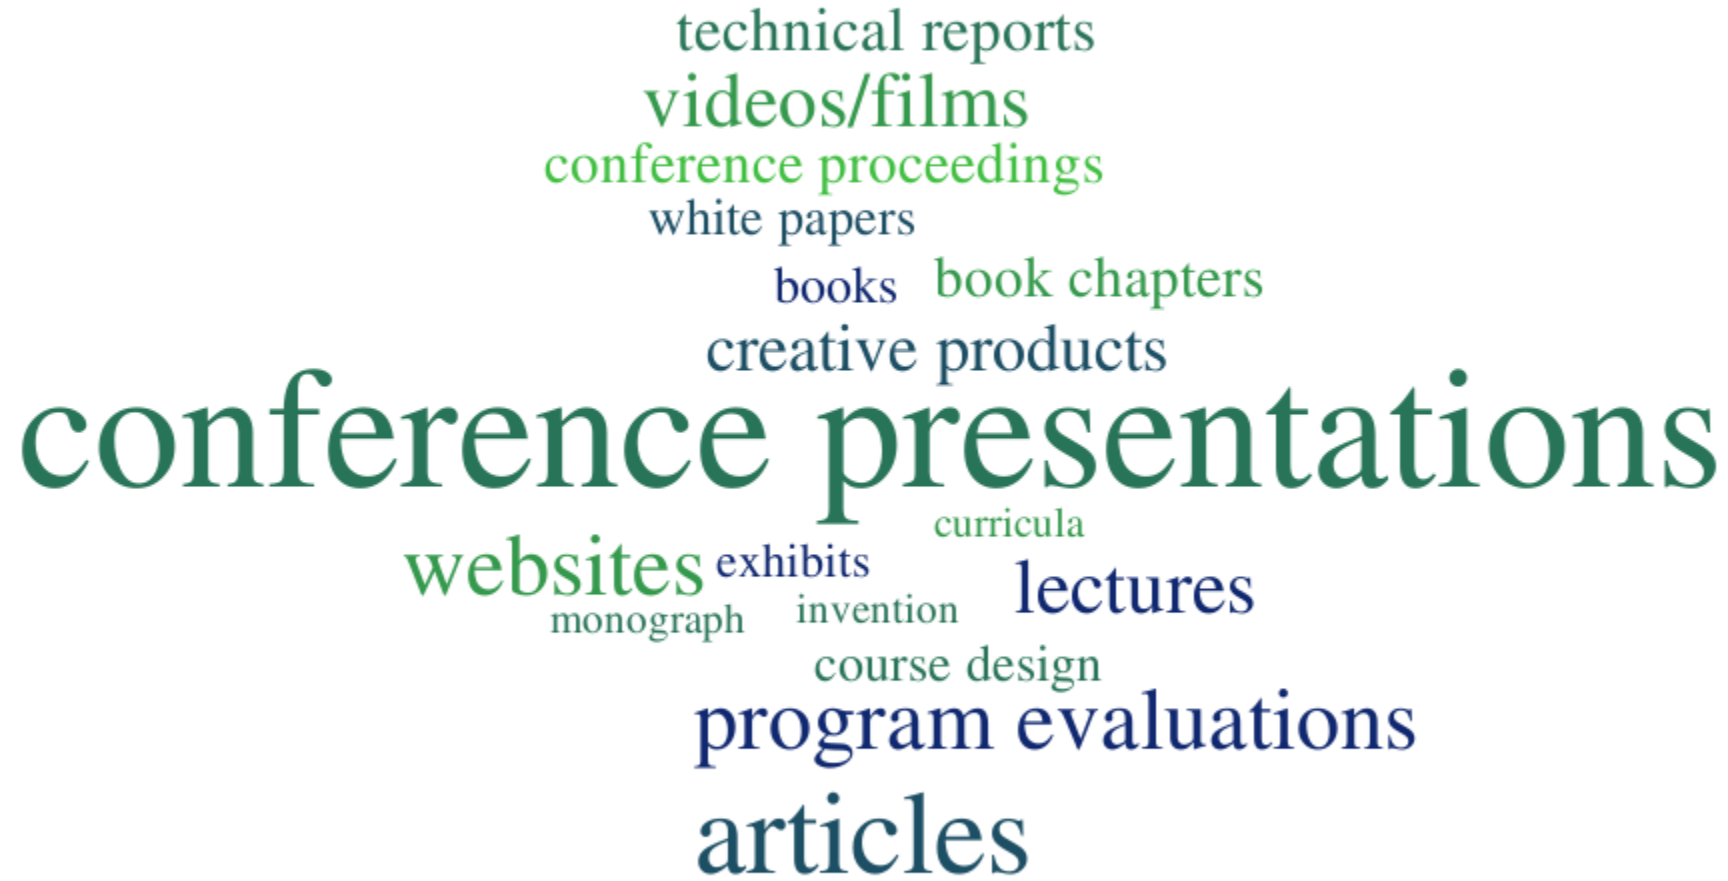 technical reports
videos/films
conference proceedings
white papers
books
book chapters
creative products
conference presentations
curricula
websites
exhibits
lectures
monograph
invention
course design
program evaluations
articles